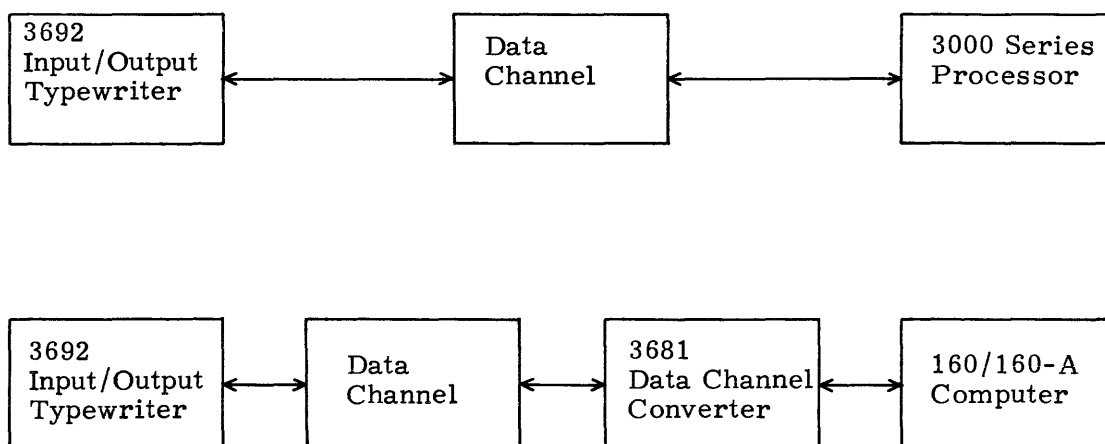 3692
Input/Output
Typewriter
Data
Channel
3000 Series
Processor
3692
Input/Output
Typewriter
Data
Channel
3681
Data Channel
Converter
160/160-A
Computer